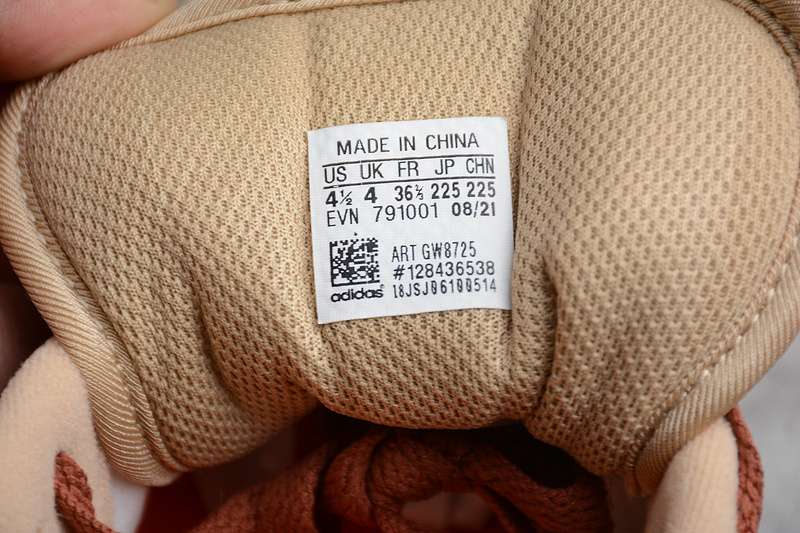 MADE IN CHINA
US UK FR JP CHN
4½ 4 36⅔ 225 225
EVN 791001 08/21
ART GW8725
#128436538
adidas 18JSJ06100514